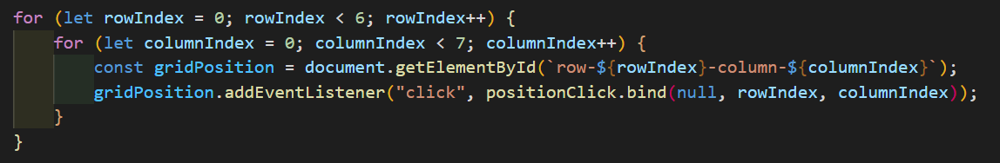 for (let rowIndex = 0; rowIndex < 6; rowIndex++) {
    for (let columnIndex = 0; columnIndex < 7; columnIndex++) {
        const gridPosition = document.getElementById(`row-${rowIndex}-column-${columnIndex}`);
        gridPosition.addEventListener("click", positionClick.bind(null, rowIndex, columnIndex));
    }
}